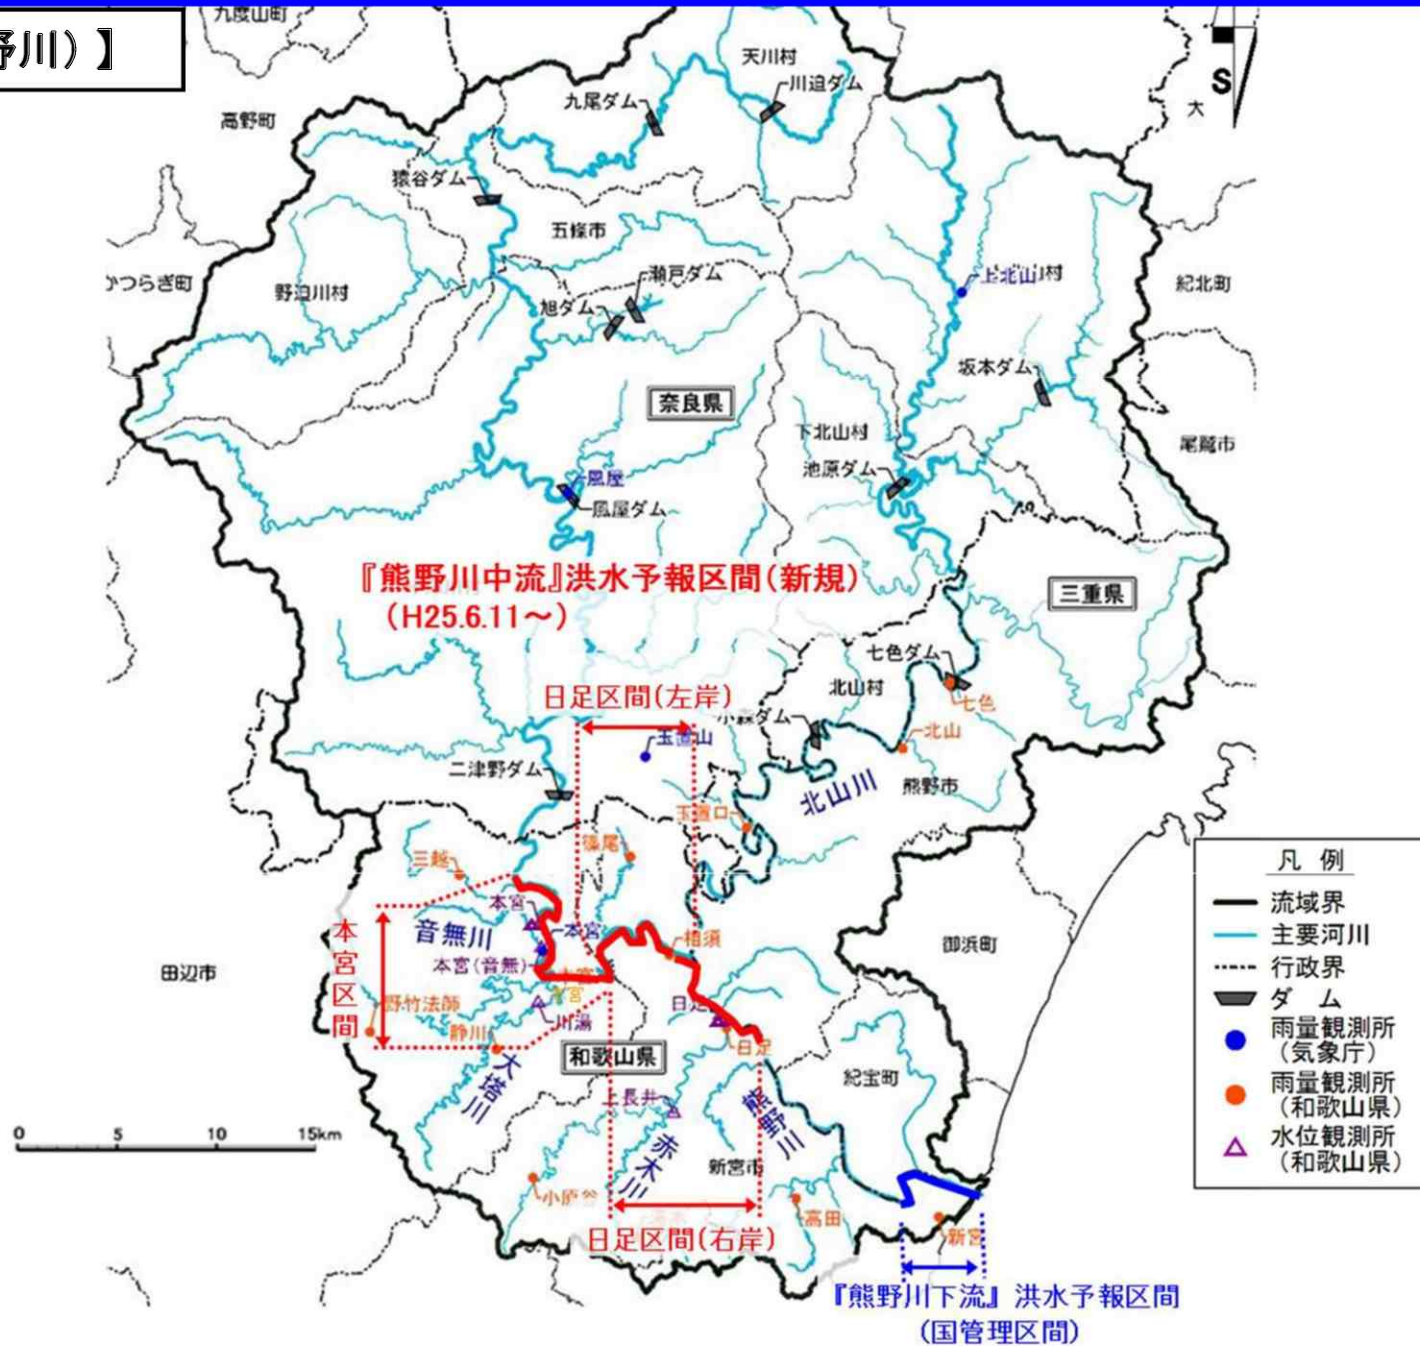 野川）】
九度山町
天川村
川迫ダム
九尾ダム
高野町
S
大
猿谷ダム
五條市
かつらぎ町
野迫川村
瀬戸ダム
旭ダム
上北山村
紀北町
坂本ダム
奈良県
下北山村
池原ダム
尾鷲市
風屋
風屋ダム
『熊野川中流』洪水予報区間（新規）
（H25.6.11～）
三重県
七色ダム
北山村
七色
日足区間（左岸）
小森ダム
玉置山
北山
二津野ダム
北山川
熊野市
玉置口
篠尾
三越
本宮
音無川
本宮
楠須
本宮（音無）
本宮区間
御浜町
田辺市
野竹法師
川湯
静川
日足
日足
和歌山県
大塔川
紀宝町
上長井
熊野川
赤木川
新宮市
0 5 10 15km
高田
新宮
日足区間（右岸）
『熊野川下流』洪水予報区間
（国管理区間）
凡 例
流域界
主要河川
行政界
ダ ム
雨量観測所
（気象庁）
雨量観測所
（和歌山県）
水位観測所
（和歌山県）